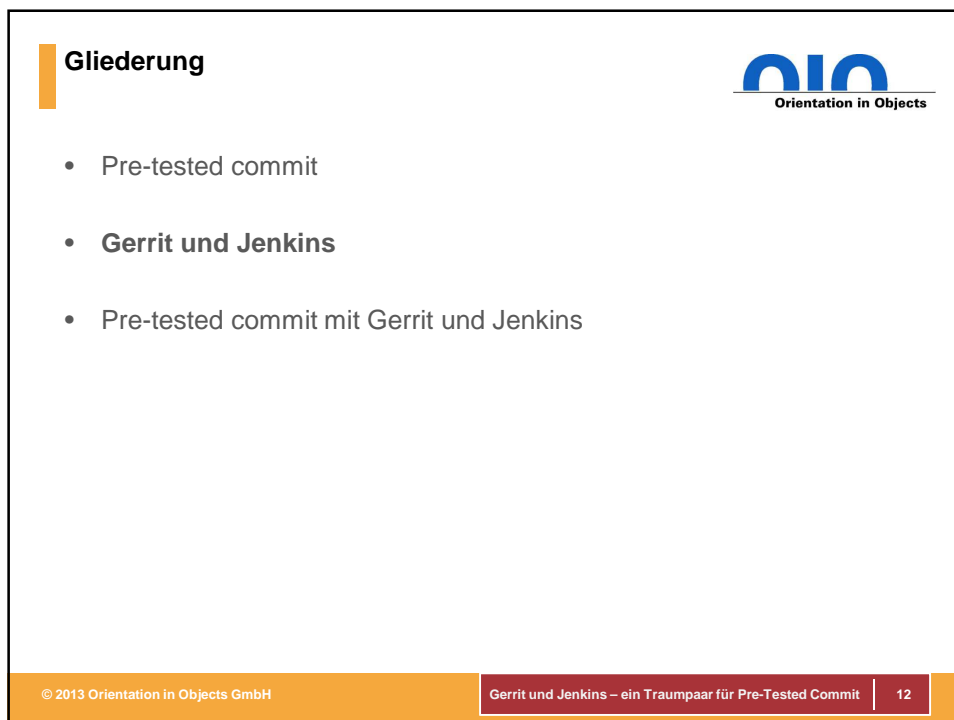 Gliederung
OIO
Orientation in Objects
• Pre-tested commit
• Gerrit und Jenkins
• Pre-tested commit mit Gerrit und Jenkins
© 2013 Orientation in Objects GmbH
Gerrit und Jenkins – ein Traumpaar für Pre-Tested Commit
12